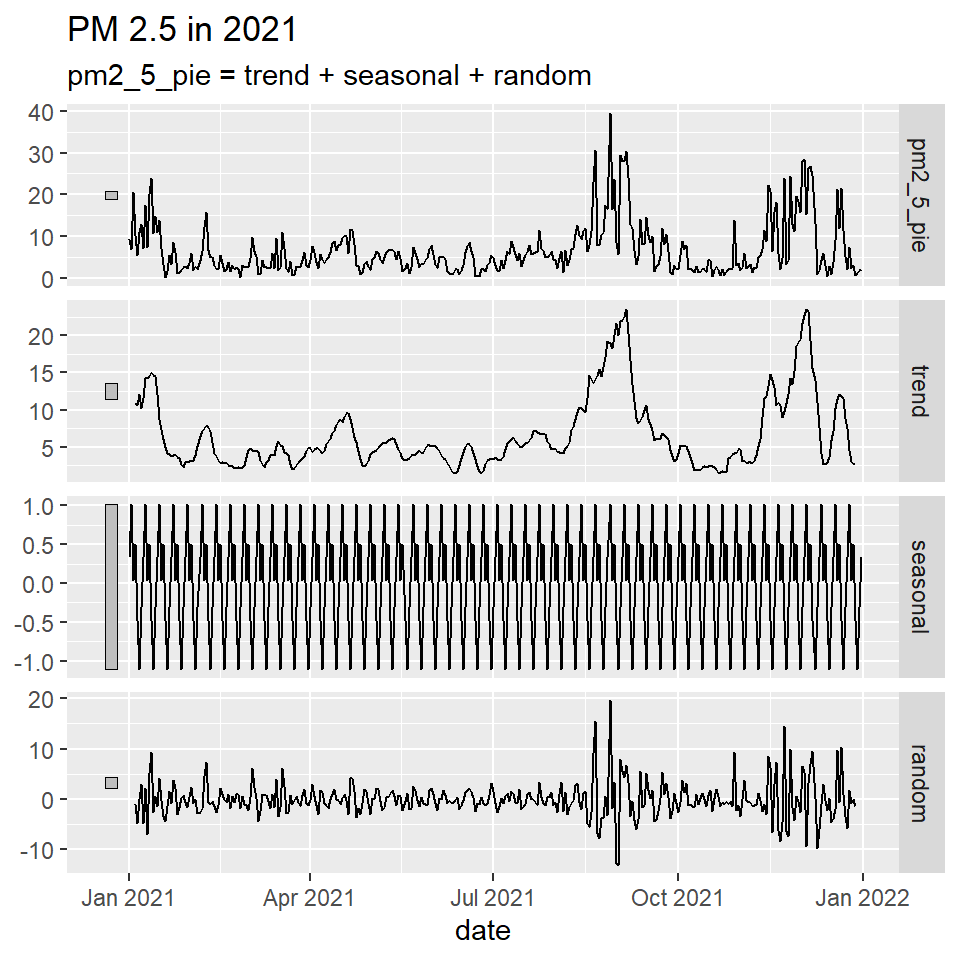 PM 2.5 in 2021
pm2_5_pie = trend + seasonal + random
40
30
20
10
0
pm2_5_pie
20
15
10
5
trend
1.0
0.5
0.0
-0.5
-1.0
seasonal
20
10
0
-10
random
Jan 2021 Apr 2021 Jul 2021 Oct 2021 Jan 2022
date